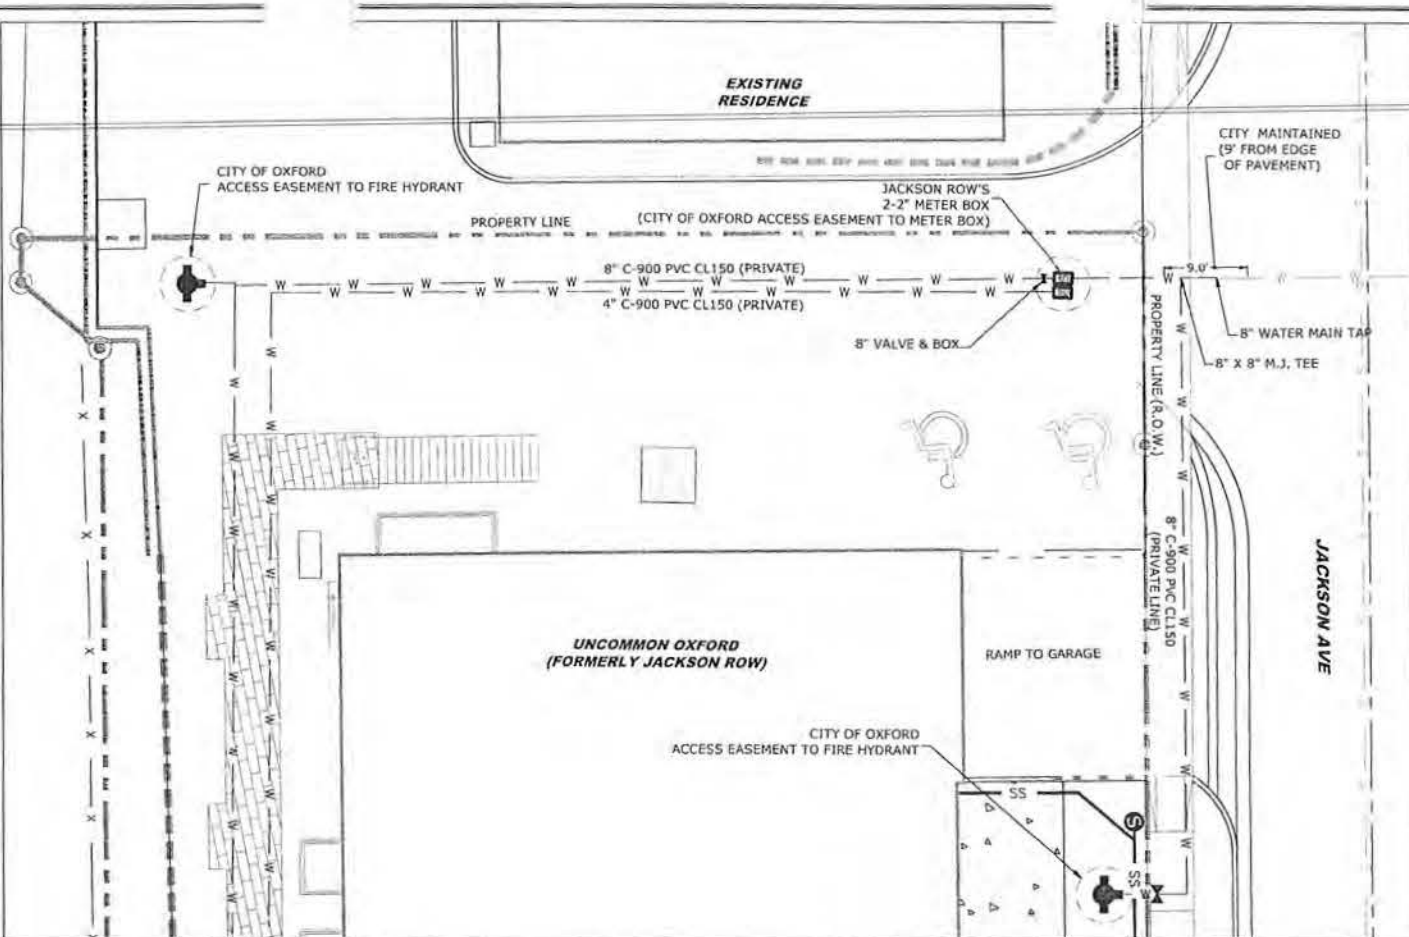 EXISTING
RESIDENCE
CITY MAINTAINED
(9' FROM EDGE
OF PAVEMENT)
CITY OF OXFORD
ACCESS EASEMENT TO FIRE HYDRANT
JACKSON ROW'S
2-2" METER BOX
(CITY OF OXFORD ACCESS EASEMENT TO METER BOX)
PROPERTY LINE
8" C-900 PVC CL150 (PRIVATE)
W W W W W W W W W W
4" C-900 PVC CL150 (PRIVATE)
W W W W W W W W W
9.0'
W
8" VALVE & BOX
8" WATER MAIN TAP
8" X 8" M.J. TEE
PROPERTY LINE (R.O.W.)
8" C-900 PVC CL150
(PRIVATE LINE)
JACKSON AVE
W W W W W W W W
W W W W W W W
W W W W W W W W
X X X X X X
UNCOMMON OXFORD
(FORMERLY JACKSON ROW)
RAMP TO GARAGE
CITY OF OXFORD
ACCESS EASEMENT TO FIRE HYDRANT
SS
S
SS
W